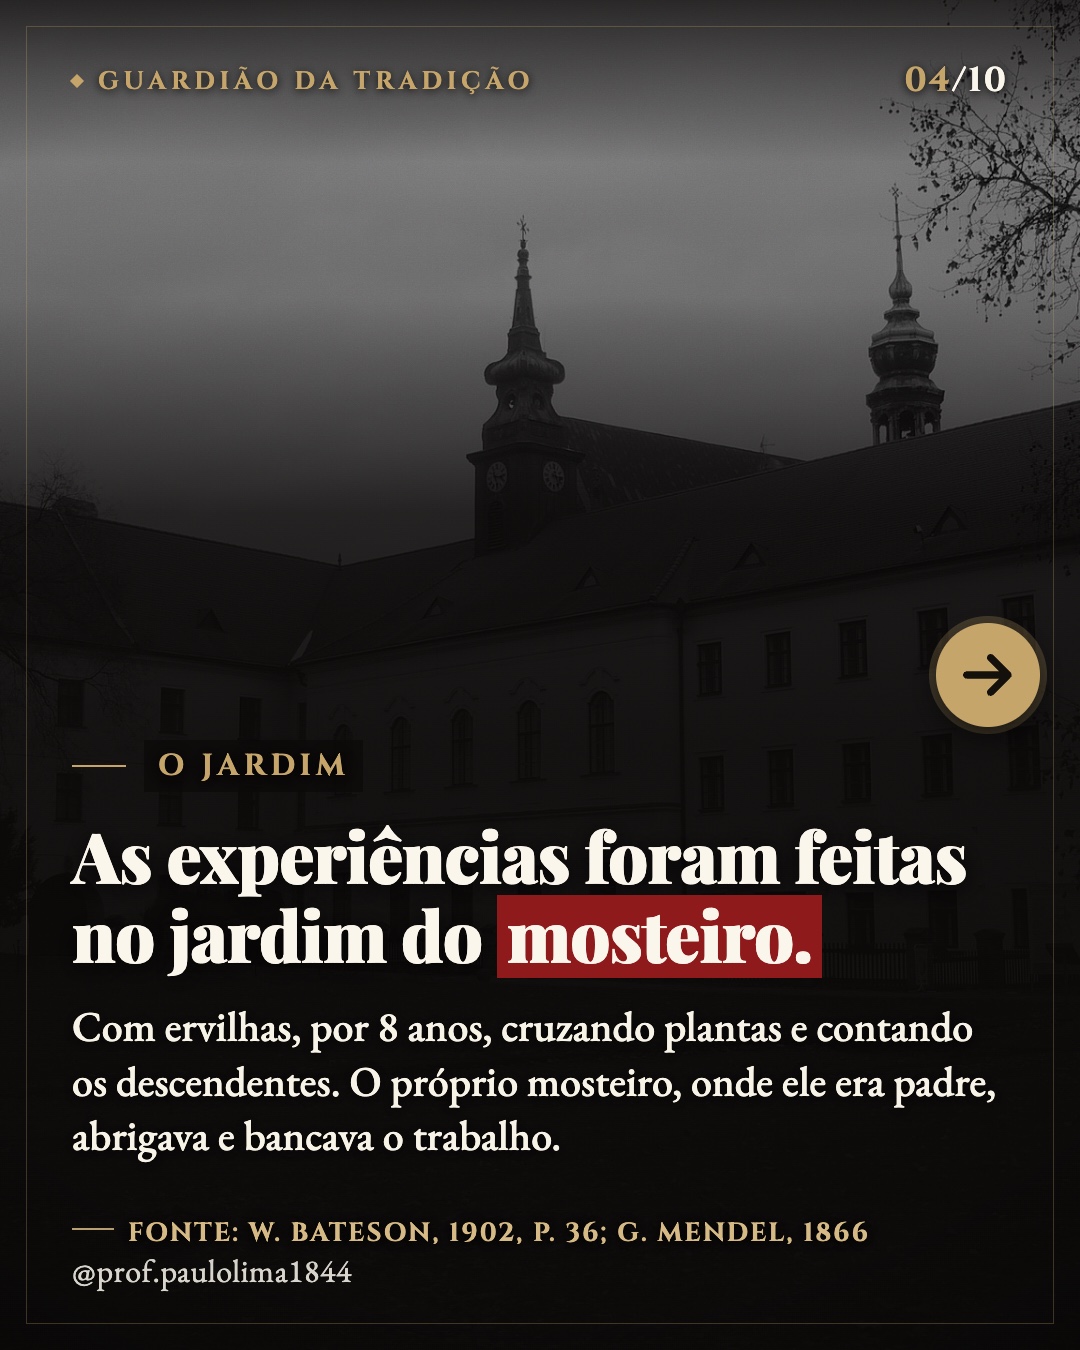 GUARDIÃO DA TRADIÇÃO
04/10
O JARDIM
As experiências foram feitas
no jardim do mosteiro.
Com ervilhas, por 8 anos, cruzando plantas e contando
os descendentes. O próprio mosteiro, onde ele era padre,
abrigava e bancava o trabalho.
FONTE: W. BATESON, 1902, P. 36; G. MENDEL, 1866
@prof.paulolima1844